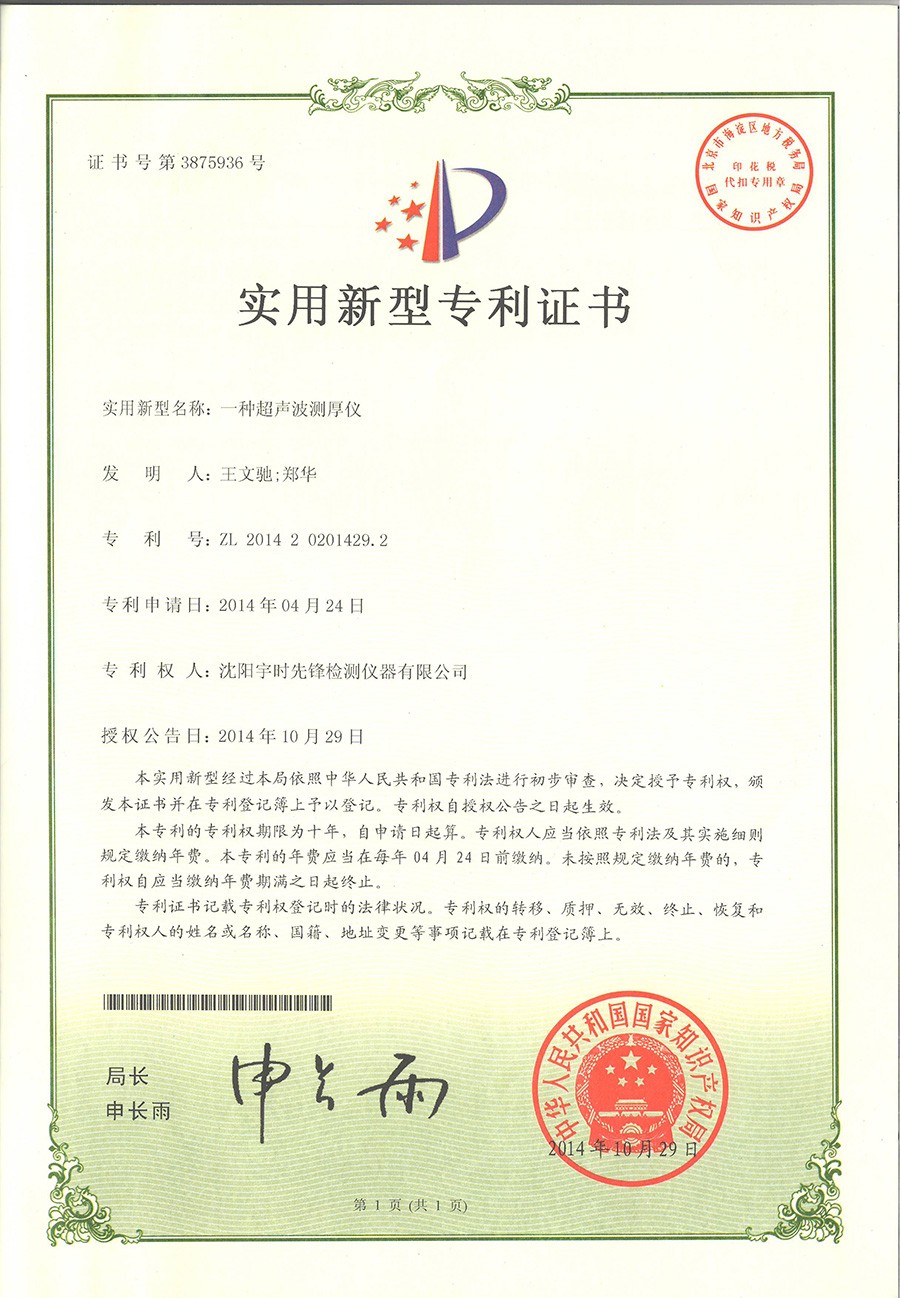 证书号第3875936号
北京市海淀区地方税务局
印花税
代扣专用章
国家知识产权局
实用新型专利证书
实用新型名称：一种超声波测厚仪
发明人：王文驰;郑华
专利号：ZL 2014 2 0201429.2
专利申请日：2014年04月24日
专利权人：沈阳宇时先锋检测仪器有限公司
授权公告日：2014年10月29日
本实用新型经过本局依照中华人民共和国专利法进行初步审查，决定授予专利权，颁
发本证书并在专利登记簿上予以登记。专利权自授权公告之日起生效。
本专利的专利权期限为十年，自申请日起算。专利权人应当依照专利法及其实施细则
规定缴纳年费。本专利的年费应当在每年04月24日前缴纳。未按照规定缴纳年费的，专
利权自应当缴纳年费期满之日起终止。
专利证书记载专利权登记时的法律状况。专利权的转移、质押、无效、终止、恢复和
专利权人的姓名或名称、国籍、地址变更等事项记载在专利登记簿上。
局长
申长雨
申长雨
中华人民共和国国家知识产权局
2014年10月29日
第1页(共1页)